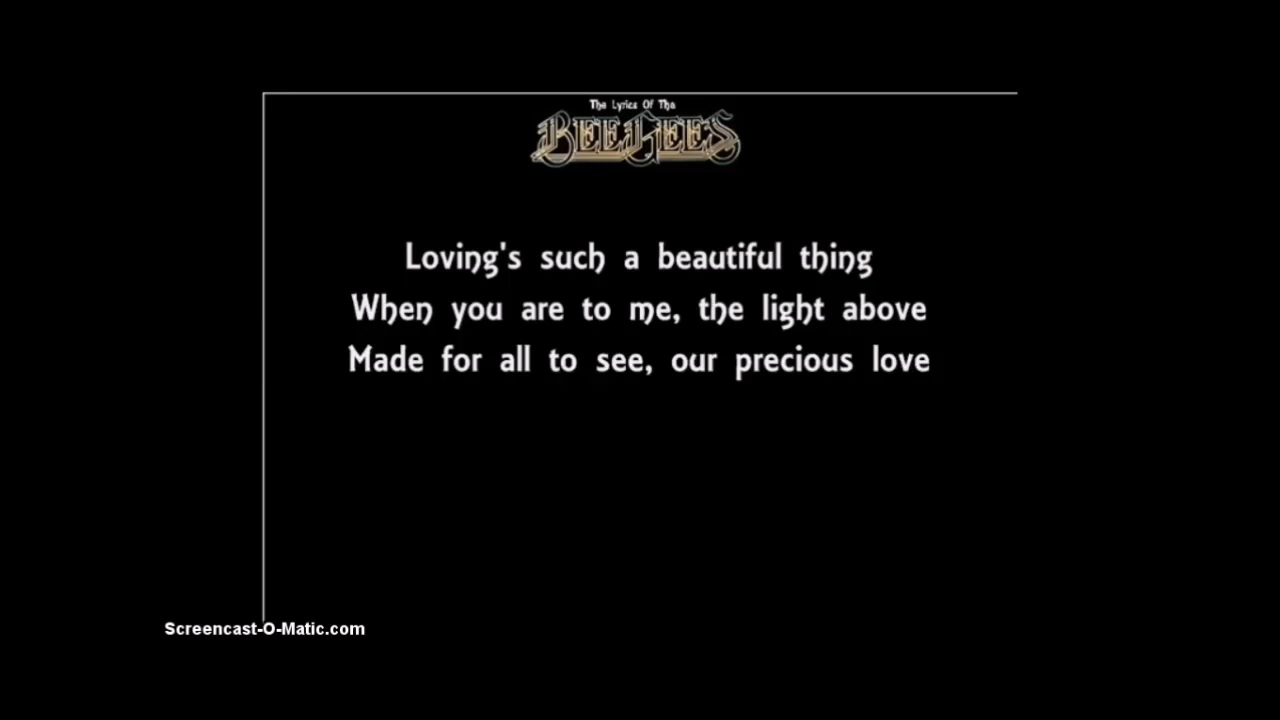 The Lyrics Of The
BEE GEES
Loving's such a beautiful thing
When you are to me, the light above
Made for all to see, our precious love
Screencast-O-Matic.com